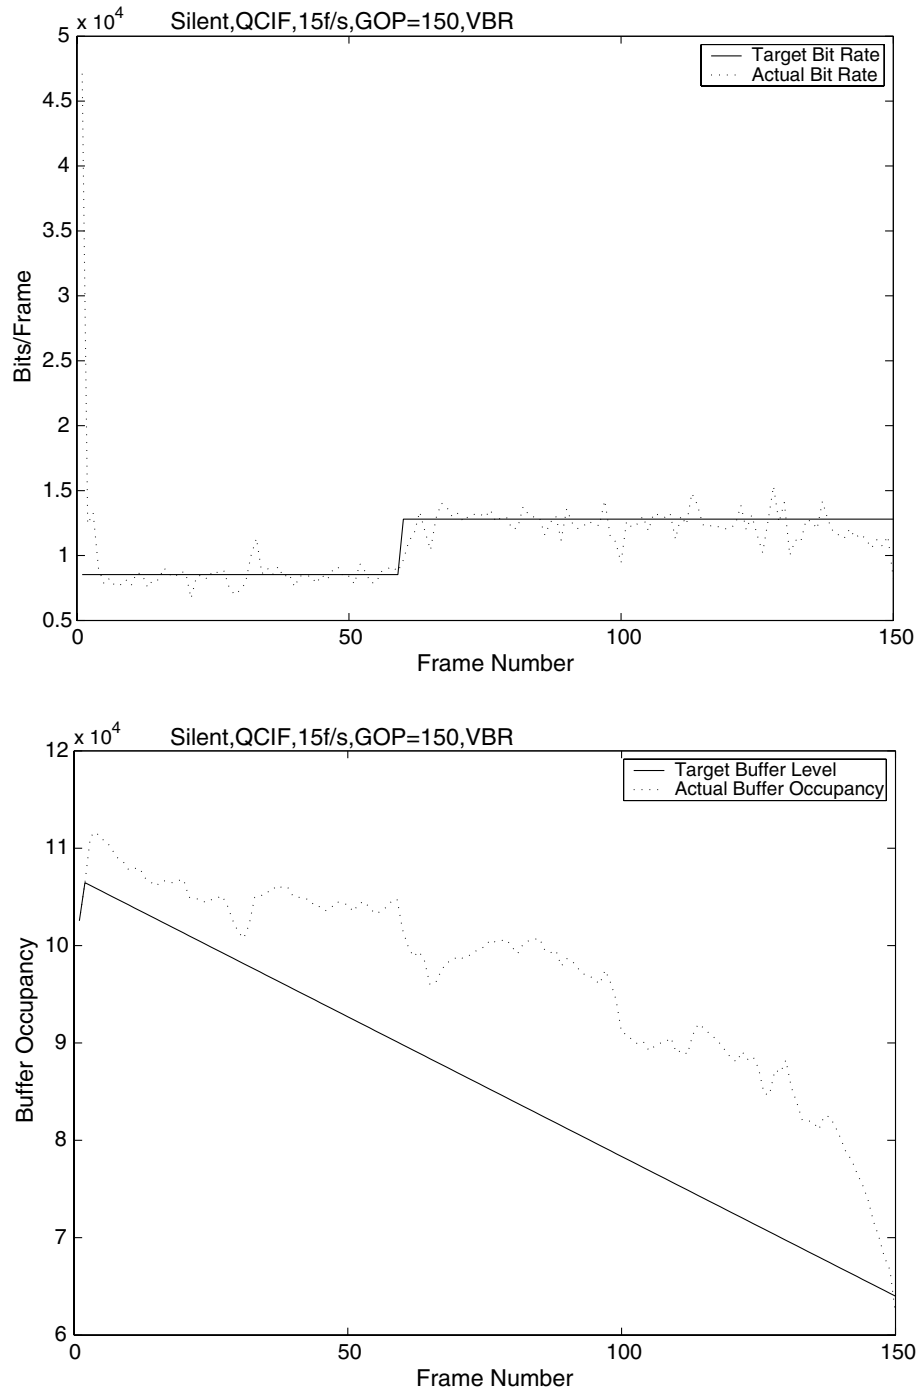 x 10^4
Silent,QCIF,15f/s,GOP=150,VBR
Target Bit Rate
Actual Bit Rate
5
4.5
4
3.5
3
2.5
2
1.5
1
0.5
Bits/Frame
0
50
100
150
Frame Number
x 10^4
Silent,QCIF,15f/s,GOP=150,VBR
Target Buffer Level
Actual Buffer Occupancy
12
11
10
9
8
7
6
Buffer Occupancy
0
50
100
150
Frame Number